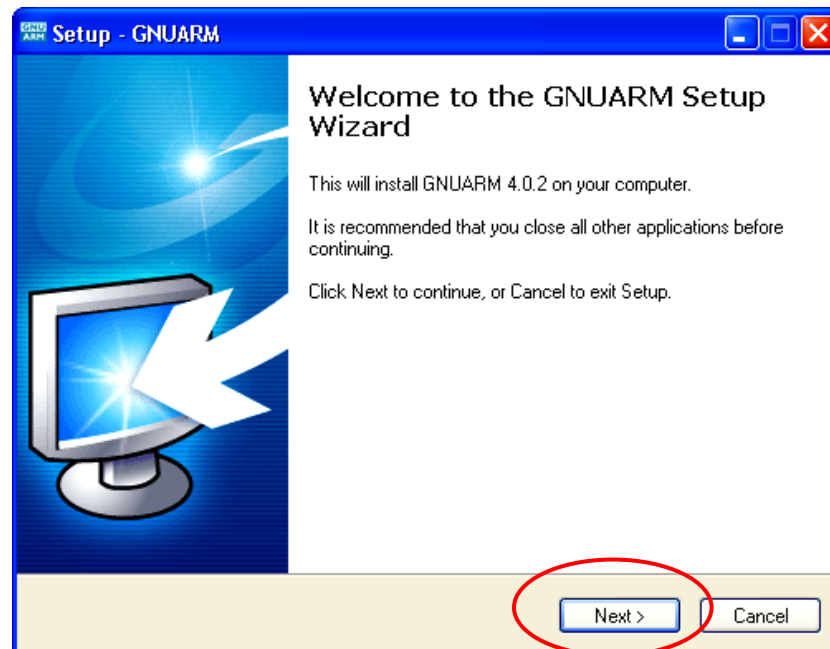 GNU
ARM
Setup - GNUARM
Welcome to the GNUARM Setup
Wizard
This will install GNUARM 4.0.2 on your computer.
It is recommended that you close all other applications before
continuing.
Click Next to continue, or Cancel to exit Setup.
Next >
Cancel